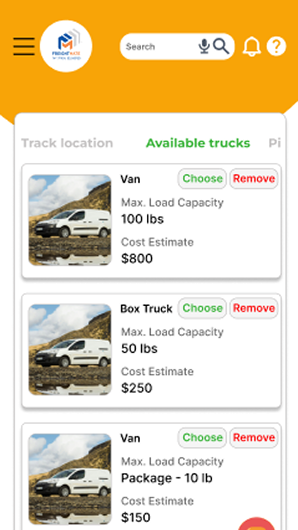 FREIGHTMATE
Search
Track location Available trucks Pi
Van Choose Remove
Max. Load Capacity
100 lbs
Cost Estimate
$800
Box Truck Choose Remove
Max. Load Capacity
50 lbs
Cost Estimate
$250
Van Choose Remove
Max. Load Capacity
Package - 10 lb
Cost Estimate
$150